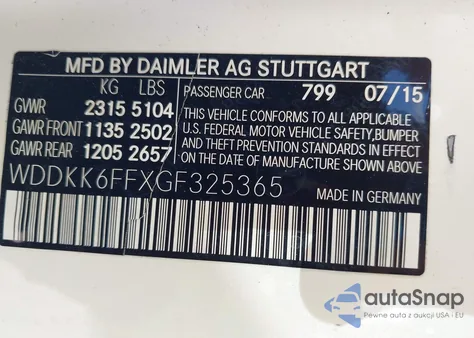 MFD BY DAIMLER AG STUTTGART
KG LBS
PASSENGER CAR 799 07/15
GVWR 2315 5104
GAWR FRONT 1135 2502
GAWR REAR 1205 2657
THIS VEHICLE CONFORMS TO ALL APPLICABLE
U.S. FEDERAL MOTOR VEHICLE SAFETY, BUMPER
AND THEFT PREVENTION STANDARDS
IN EFFECT ON THE DATE OF
MANUFACTURE SHOWN ABOVE.
WDDKK6FFXGF325365
MADE IN GERMANY
autaSnap
Pewne auta z aukcji USA i EU